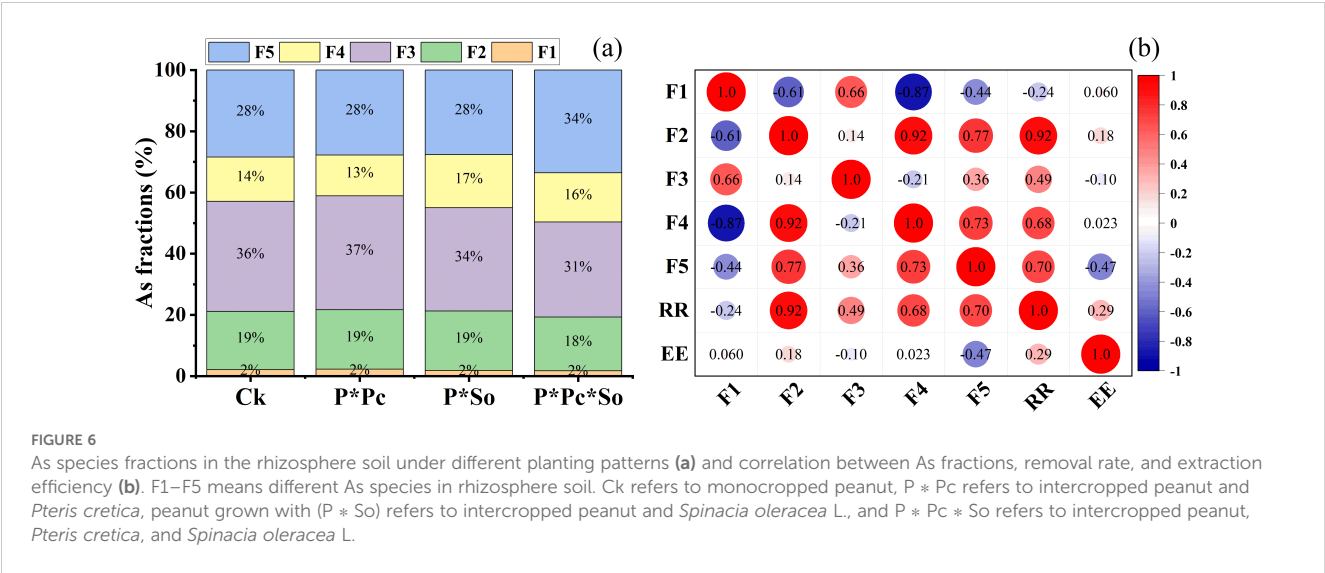 F5 F4 F3 F2 F1 (a)
As fractions (%)
100
80
60
40
20
0
28% 28% 28% 34%
14% 13% 17% 16%
36% 37% 34% 31%
19% 19% 19% 18%
2% 2% 2% 2%
Ck P*Pc P*So P*Pc*So
(b)
F1 1.0 -0.61 0.66 -0.87 -0.44 -0.24 0.060
F2 -0.61 1.0 0.14 0.92 0.77 0.92 0.18
F3 0.66 0.14 1.0 -0.21 0.36 0.49 -0.10
F4 -0.87 0.92 -0.21 1.0 0.73 0.68 0.023
F5 -0.44 0.77 0.36 0.73 1.0 0.70 -0.47
RR -0.24 0.92 0.49 0.68 0.70 1.0 0.29
EE 0.060 0.18 -0.10 0.023 -0.47 0.29 1.0
F1 F2 F3 F4 F5 RR EE
1
0.8
0.6
0.4
0.2
0
-0.2
-0.4
-0.6
-0.8
-1
FIGURE 6
As species fractions in the rhizosphere soil under different planting patterns (a) and correlation between As fractions, removal rate, and extraction
efficiency (b). F1–F5 means different As species in rhizosphere soil. Ck refers to monocropped peanut, P * Pc refers to intercropped peanut and
Pteris cretica, peanut grown with (P * So) refers to intercropped peanut and Spinacia oleracea L., and P * Pc * So refers to intercropped peanut,
Pteris cretica, and Spinacia oleracea L.